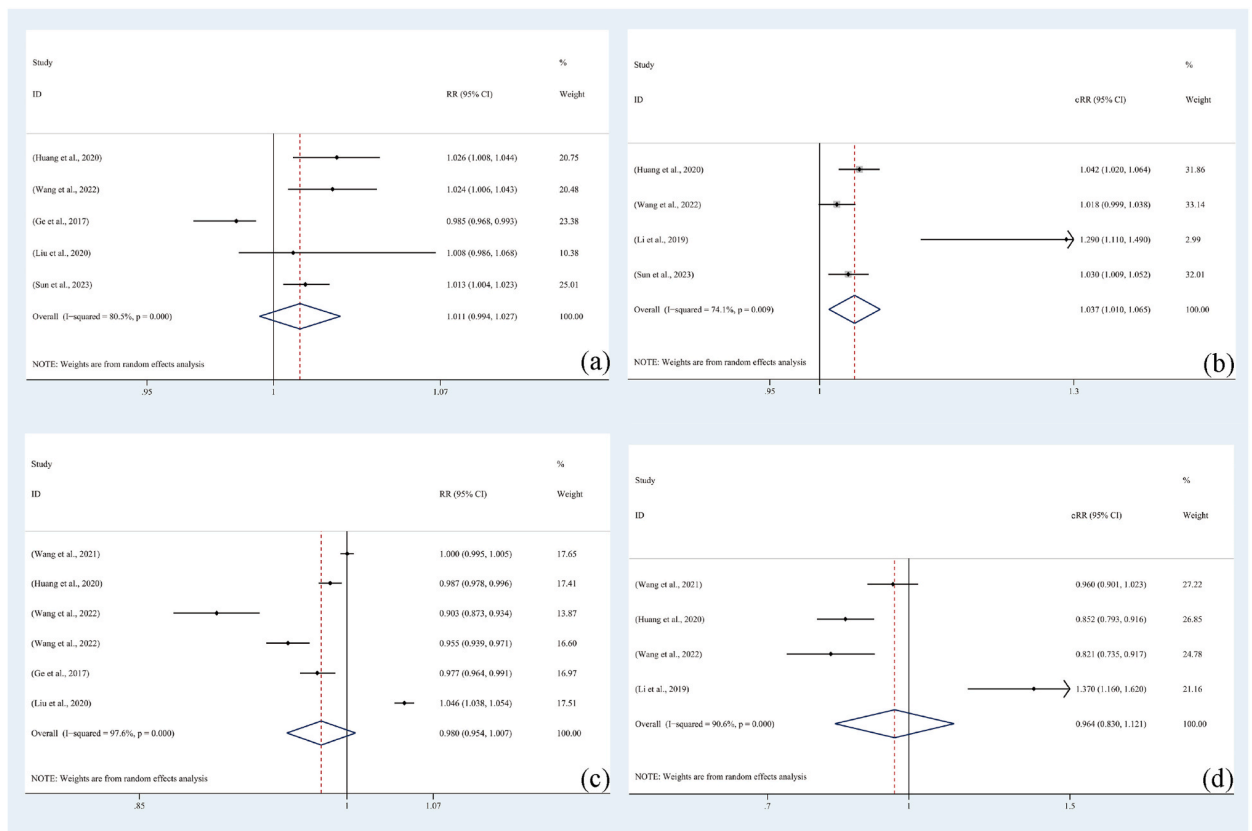 Study %
ID RR (95% CI) Weight
(Huang et al., 2020) 1.026 (1.008, 1.044) 20.75
(Wang et al., 2022) 1.024 (1.006, 1.043) 20.48
(Ge et al., 2017) 0.985 (0.968, 0.993) 23.38
(Liu et al., 2020) 1.008 (0.986, 1.068) 10.38
(Sun et al., 2023) 1.013 (1.004, 1.023) 25.01
Overall (I−squared = 80.5%, p = 0.000) 1.011 (0.994, 1.027) 100.00
NOTE: Weights are from random effects analysis
(a)
.95 1 1.07
Study %
ID eRR (95% CI) Weight
(Huang et al., 2020) 1.042 (1.020, 1.064) 31.86
(Wang et al., 2022) 1.018 (0.999, 1.038) 33.14
(Li et al., 2019) 1.290 (1.110, 1.490) 2.99
(Sun et al., 2023) 1.030 (1.009, 1.052) 32.01
Overall (I−squared = 74.1%, p = 0.009) 1.037 (1.010, 1.065) 100.00
NOTE: Weights are from random effects analysis
(b)
.95 1 1.3
Study %
ID RR (95% CI) Weight
(Wang et al., 2021) 1.000 (0.995, 1.005) 17.65
(Huang et al., 2020) 0.987 (0.978, 0.996) 17.41
(Wang et al., 2022) 0.903 (0.873, 0.934) 13.87
(Wang et al., 2022) 0.955 (0.939, 0.971) 16.60
(Ge et al., 2017) 0.977 (0.964, 0.991) 16.97
(Liu et al., 2020) 1.046 (1.038, 1.054) 17.51
Overall (I−squared = 97.6%, p = 0.000) 0.980 (0.954, 1.007) 100.00
NOTE: Weights are from random effects analysis
(c)
.85 1 1.07
Study %
ID eRR (95% CI) Weight
(Wang et al., 2021) 0.960 (0.901, 1.023) 27.22
(Huang et al., 2020) 0.852 (0.793, 0.916) 26.85
(Wang et al., 2022) 0.821 (0.735, 0.917) 24.78
(Li et al., 2019) 1.370 (1.160, 1.620) 21.16
Overall (I−squared = 90.6%, p = 0.000) 0.964 (0.830, 1.121) 100.00
NOTE: Weights are from random effects analysis
(d)
.7 1 1.5